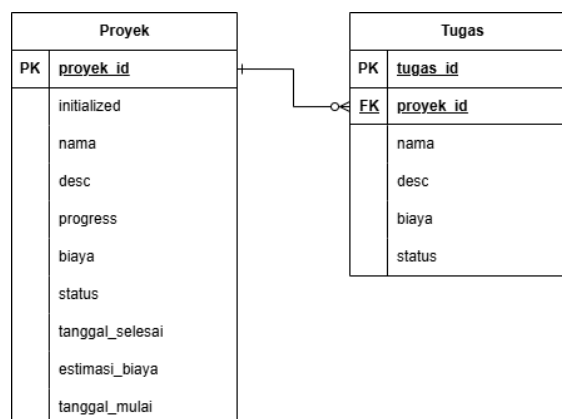 Proyek
PK proyek_id
initialized
nama
desc
progress
biaya
status
tanggal_selesai
estimasi_biaya
tanggal_mulai
Tugas
PK tugas_id
FK proyek_id
nama
desc
biaya
status